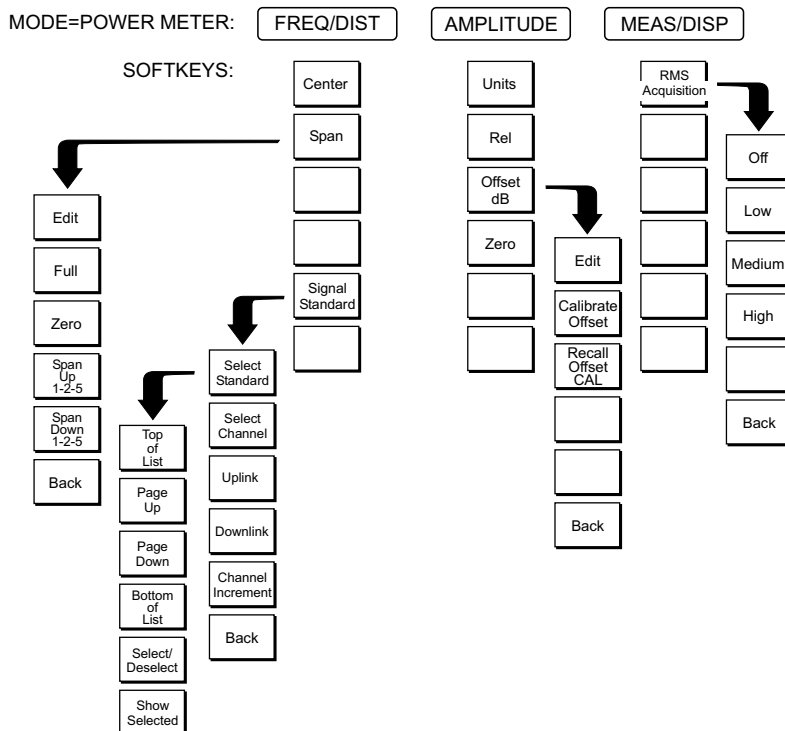 MODE=POWER METER:
FREQ/DIST
AMPLITUDE
MEAS/DISP
SOFTKEYS:
Center
Span
Signal
Standard
Edit
Full
Zero
Span
Up
1-2-5
Span
Down
1-2-5
Back
Select
Standard
Select
Channel
Uplink
Downlink
Channel
Increment
Back
Top
of
List
Page
Up
Page
Down
Bottom
of
List
Select/
Deselect
Show
Selected
Units
Rel
Offset
dB
Zero
Edit
Calibrate
Offset
Recall
Offset
CAL
Back
RMS
Acquisition
Off
Low
Medium
High
Back